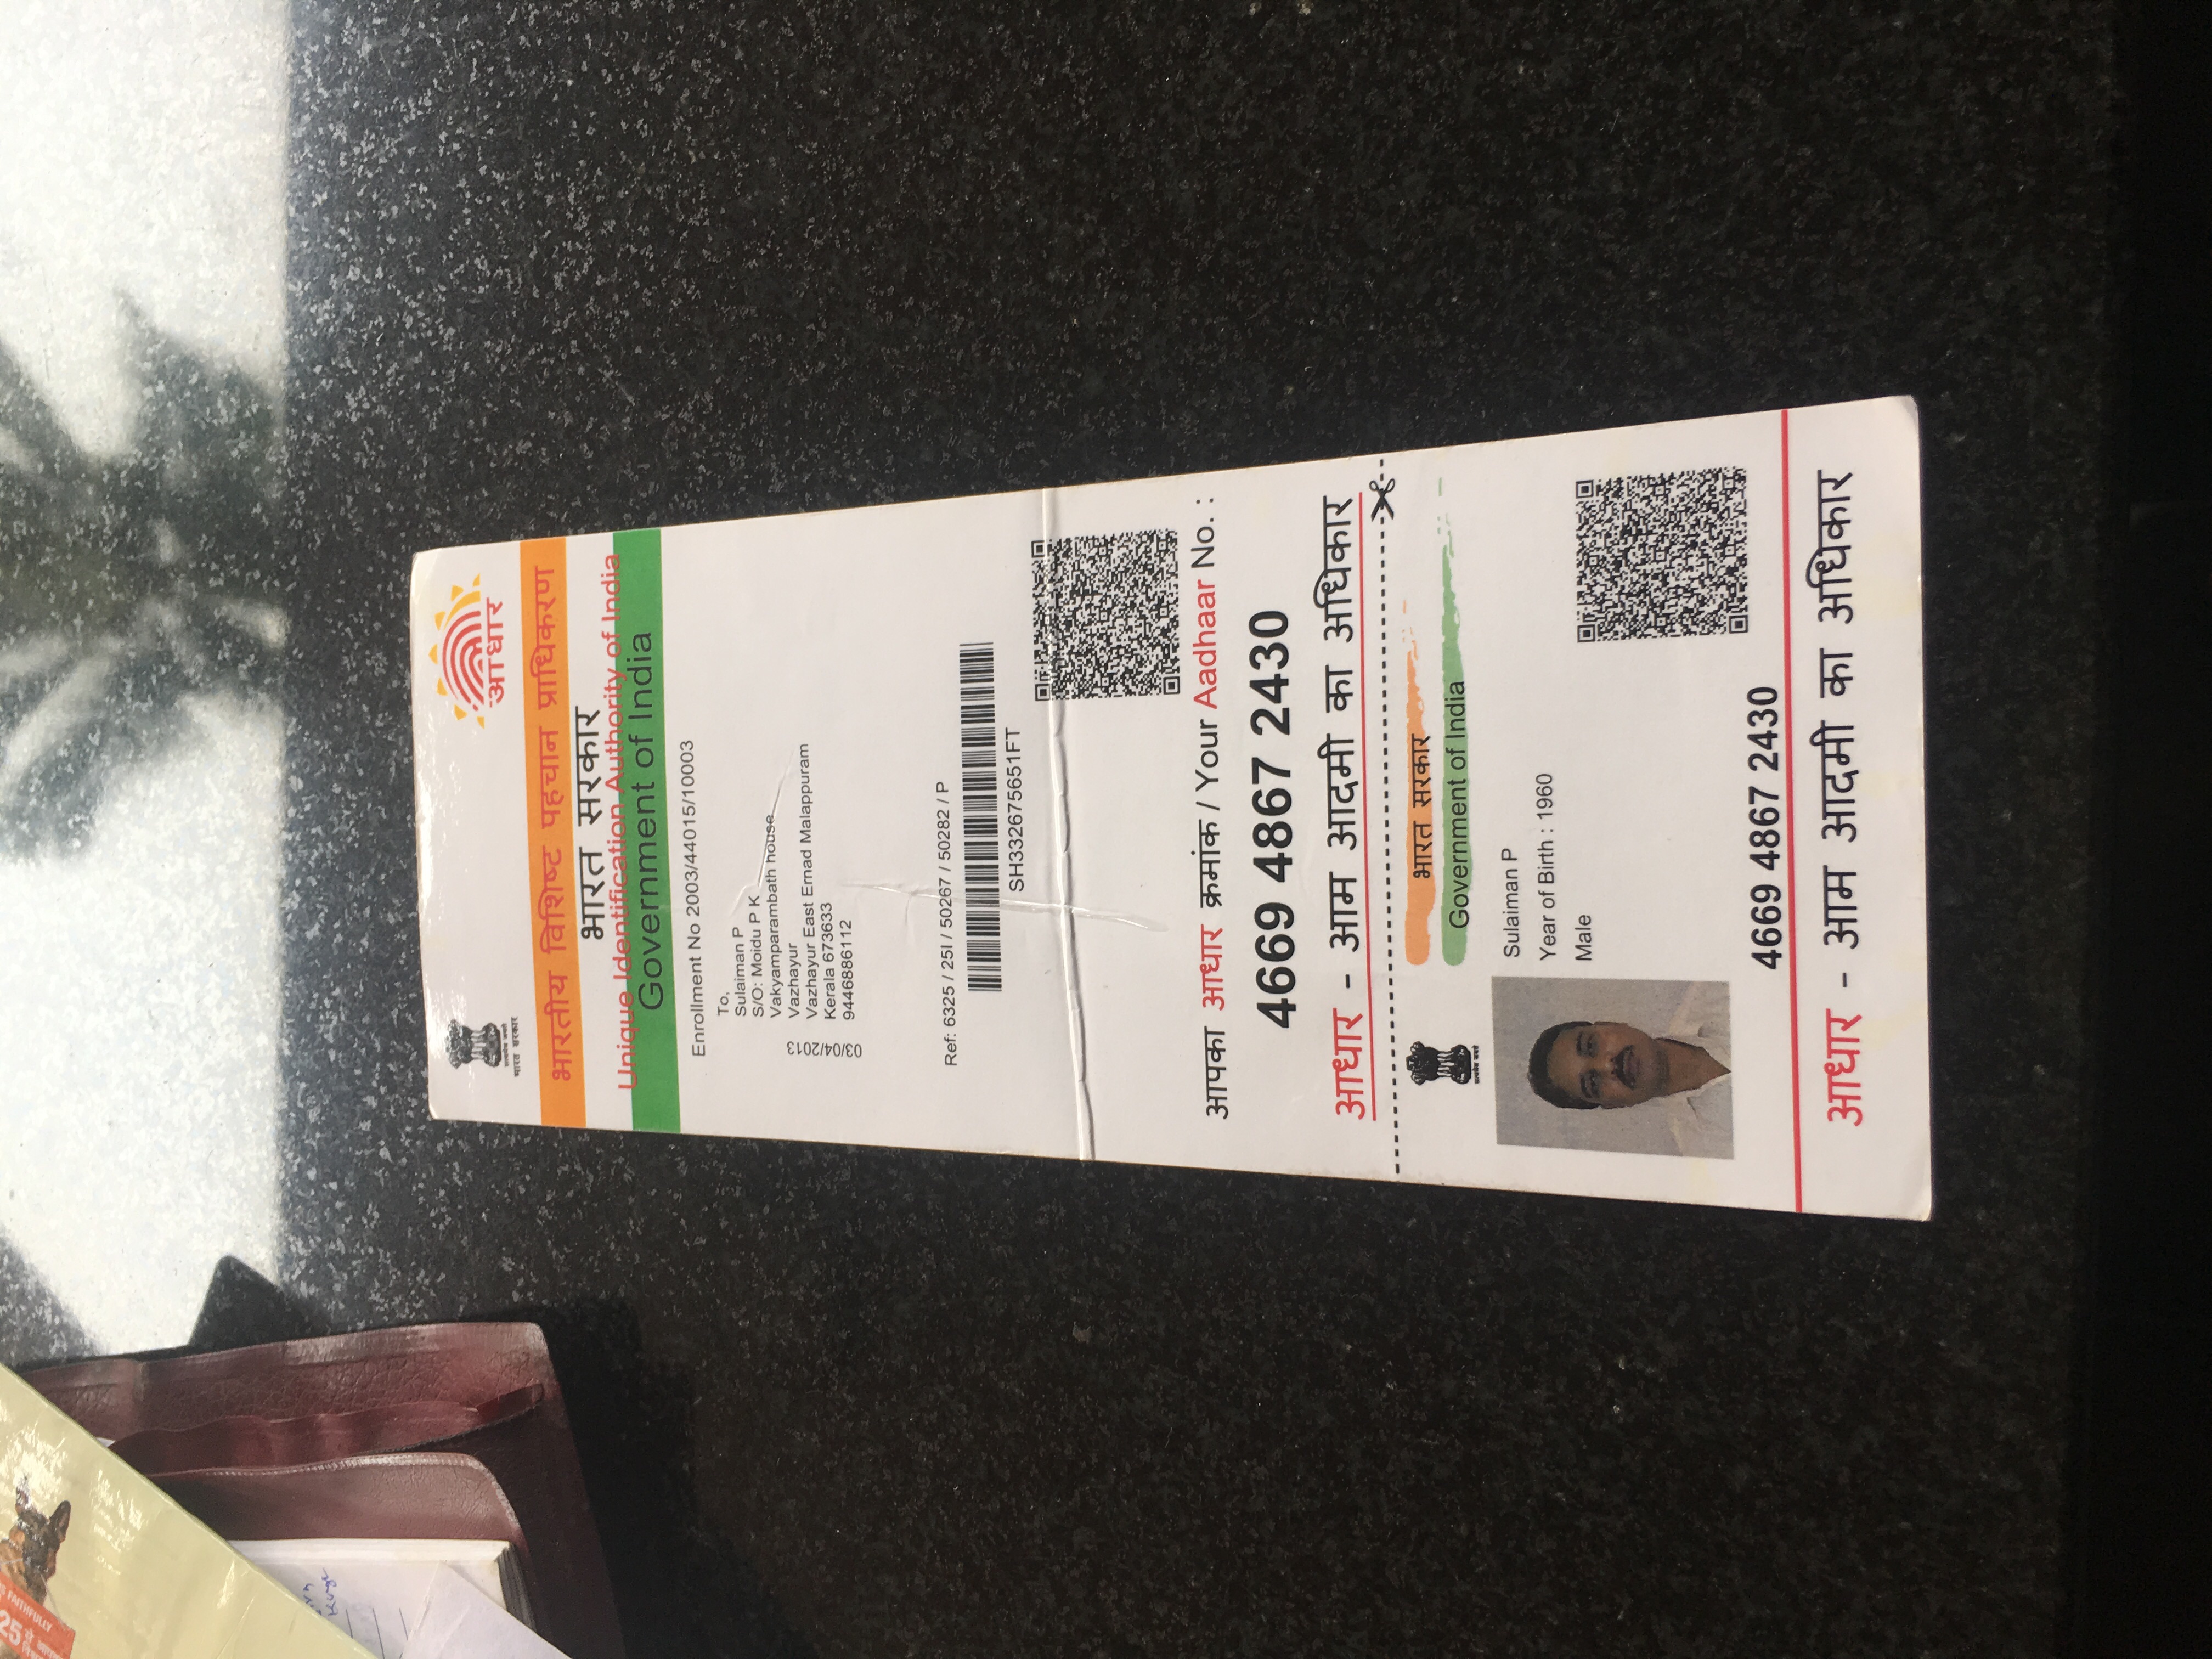 25
FAITHFULLY
सत्यमेव जयते
भारत सरकार
आधार
भारतीय विशिष्ट पहचान प्राधिकरण
भारत सरकार
Unique Identification Authority of India
Government of India
Enrollment No 2003/44015/10003
03/04/2013
To,
Sulaiman P
S/O: Moidu P K
Vakyamparambath house
Vazhayur
Vazhayur East Ernad Malappuram
Kerala 673633
9446886112
Ref: 6325 / 25I / 50267 / 50282 / P
SH332675651FT
आपका आधार क्रमांक / Your Aadhaar No. :
4669 4867 2430
आधार - आम आदमी का अधिकार
सत्यमेव जयते
भारत सरकार
Government of India
Sulaiman P
Year of Birth : 1960
Male
4669 4867 2430
आधार - आम आदमी का अधिकार